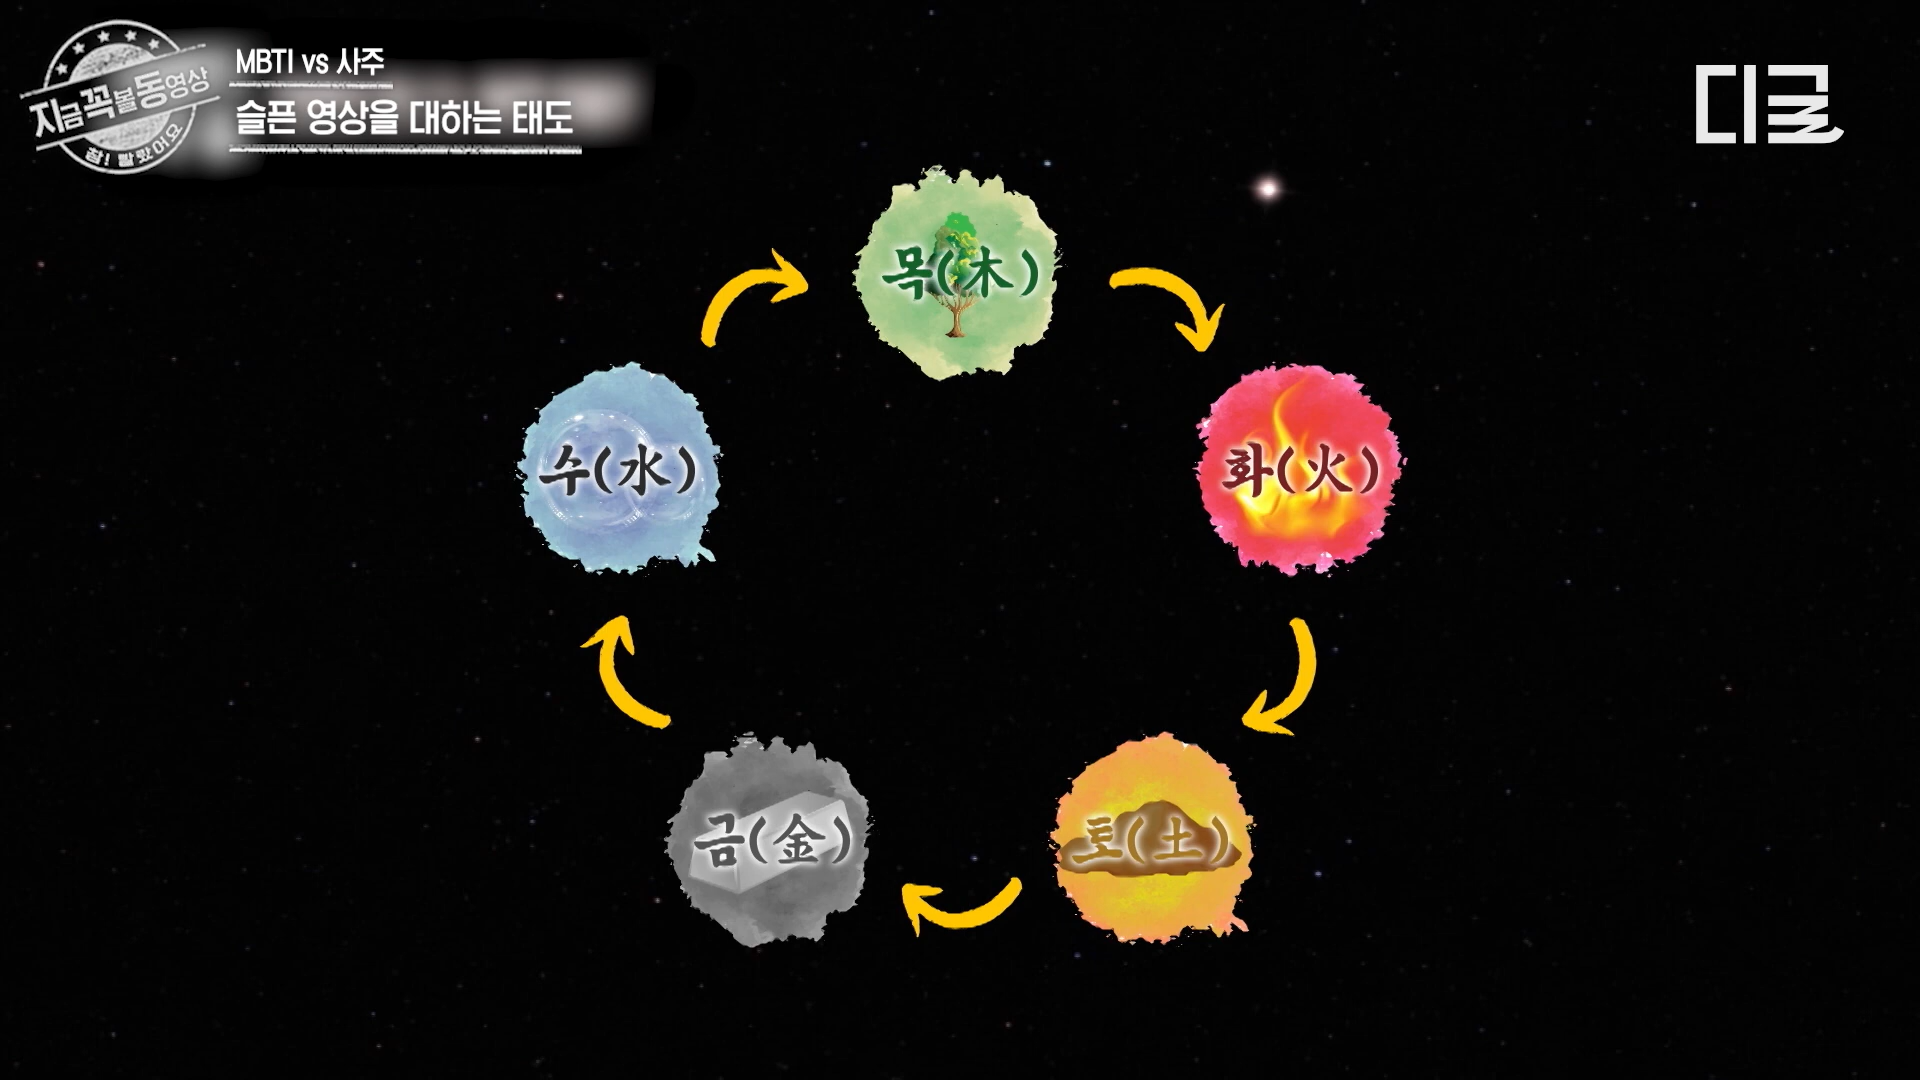 지금꼭볼동영상
참! 잘왔어요
MBTI vs 사주
슬픈 영상을 대하는 태도
디글
목(木)
수(水)
화(火)
금(金)
토(土)